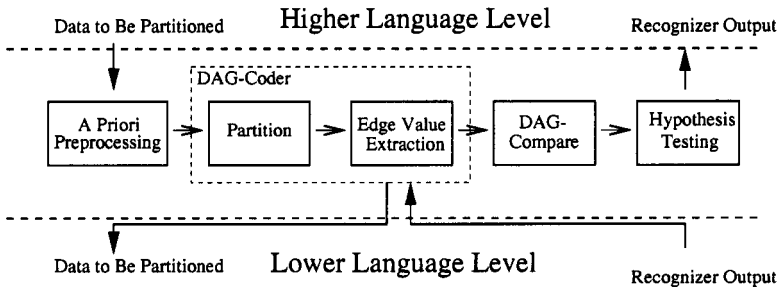 Data to Be Partitioned
Higher Language Level
Recognizer Output
DAG-Coder
A Priori
Preprocessing
Partition
Edge Value
Extraction
DAG-
Compare
Hypothesis
Testing
Data to Be Partitioned
Lower Language Level
Recognizer Output